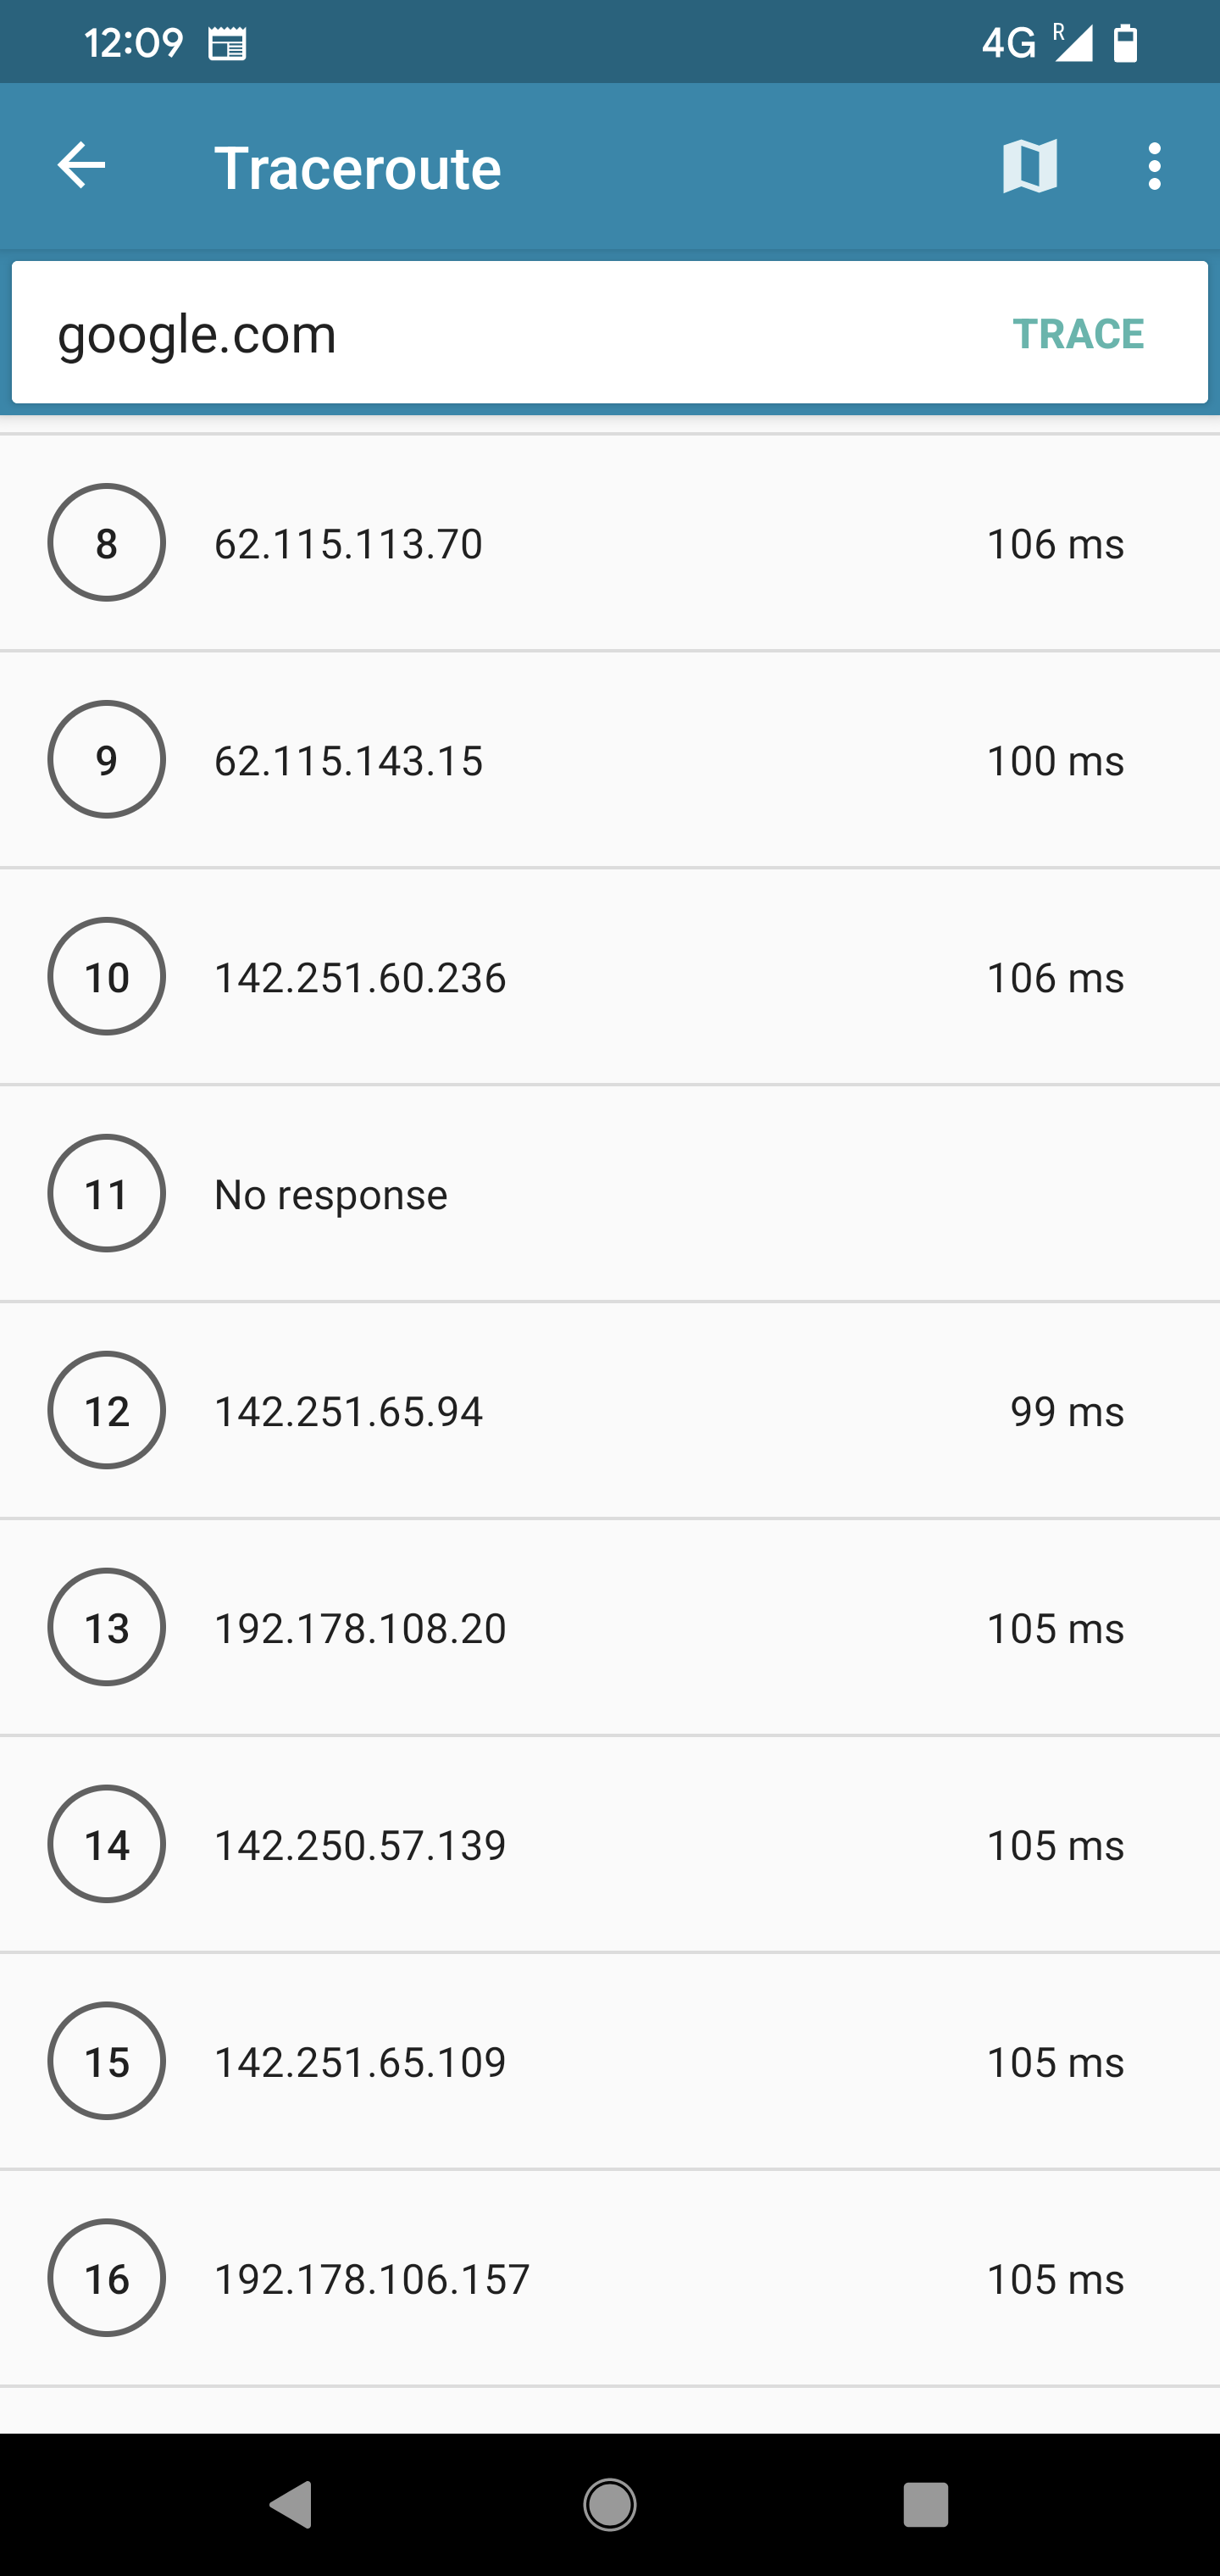 12:09 4G R
Traceroute
google.com TRACE
8 62.115.113.70 106 ms
9 62.115.143.15 100 ms
10 142.251.60.236 106 ms
11 No response
12 142.251.65.94 99 ms
13 192.178.108.20 105 ms
14 142.250.57.139 105 ms
15 142.251.65.109 105 ms
16 192.178.106.157 105 ms